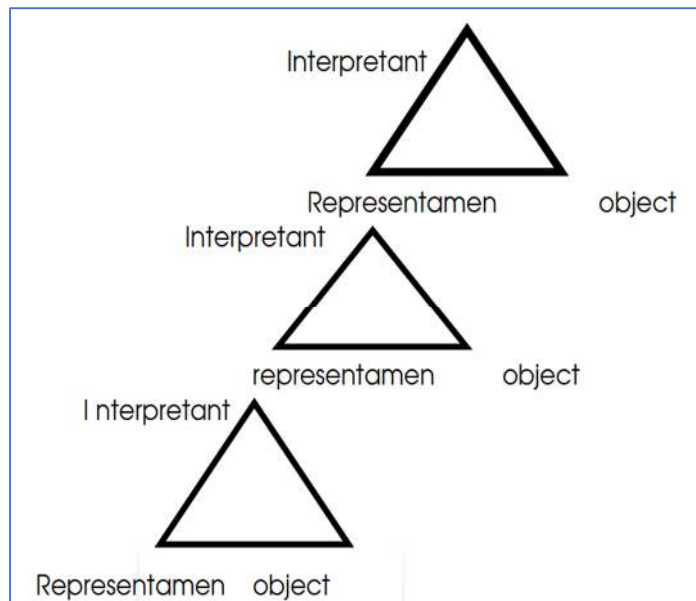 Interpretant
Representamen object
Interpretant
representamen object
I nterpretant
Representamen object